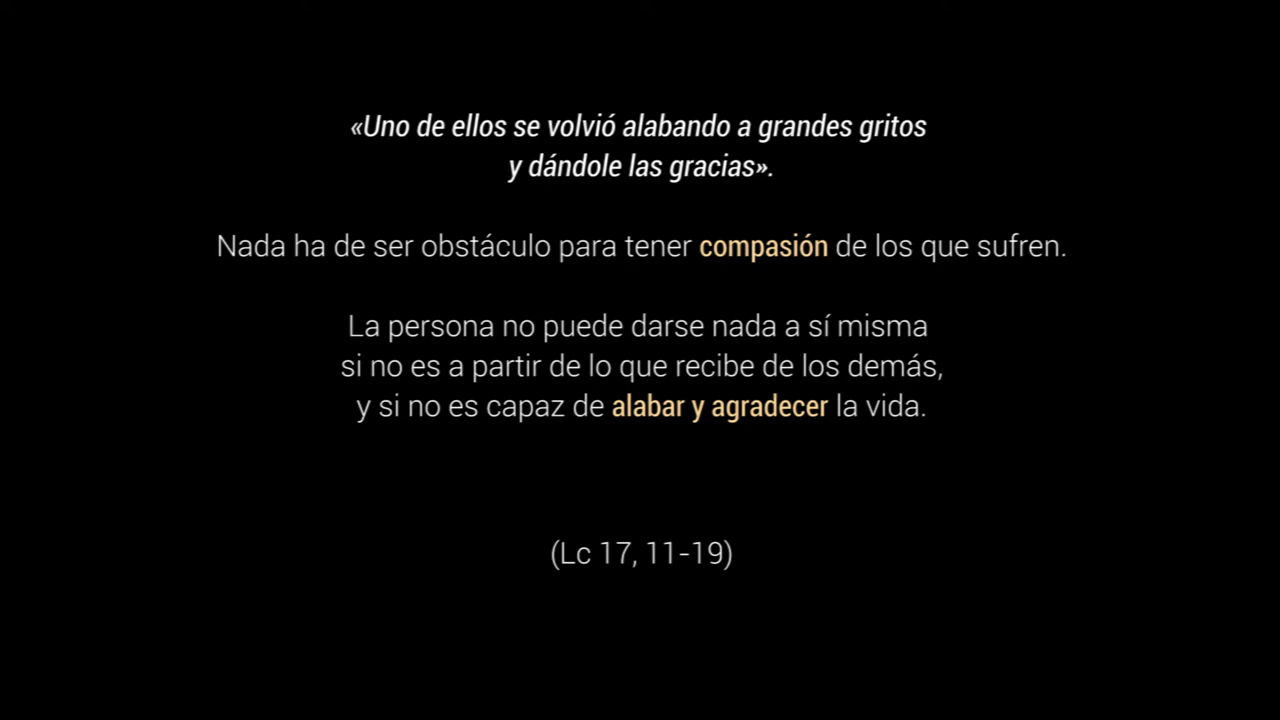 «Uno de ellos se volvió alabando a grandes gritos
y dándole las gracias».
Nada ha de ser obstáculo para tener compasión de los que sufren.
La persona no puede darse nada a sí misma
si no es a partir de lo que recibe de los demás,
y si no es capaz de alabar y agradecer la vida.
(Lc 17, 11-19)